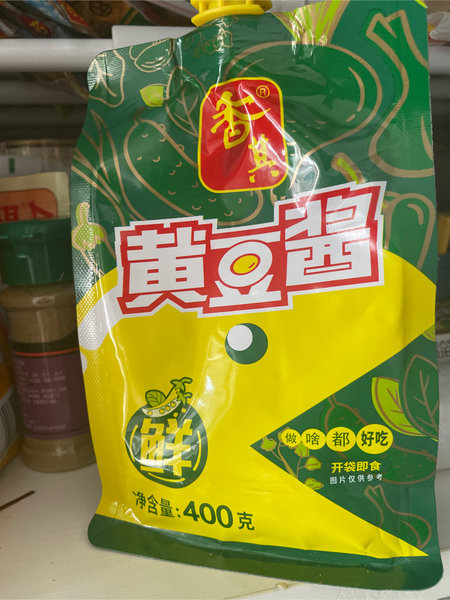 香其®
黄豆酱
鲜
做啥都好吃
开袋即食
图片仅供参考
净含量:400克